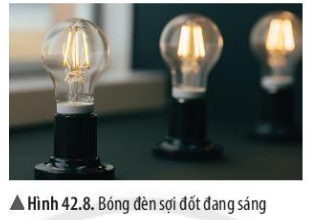 ▲ Hình 42.8. Bóng đèn sợi đốt đang sáng